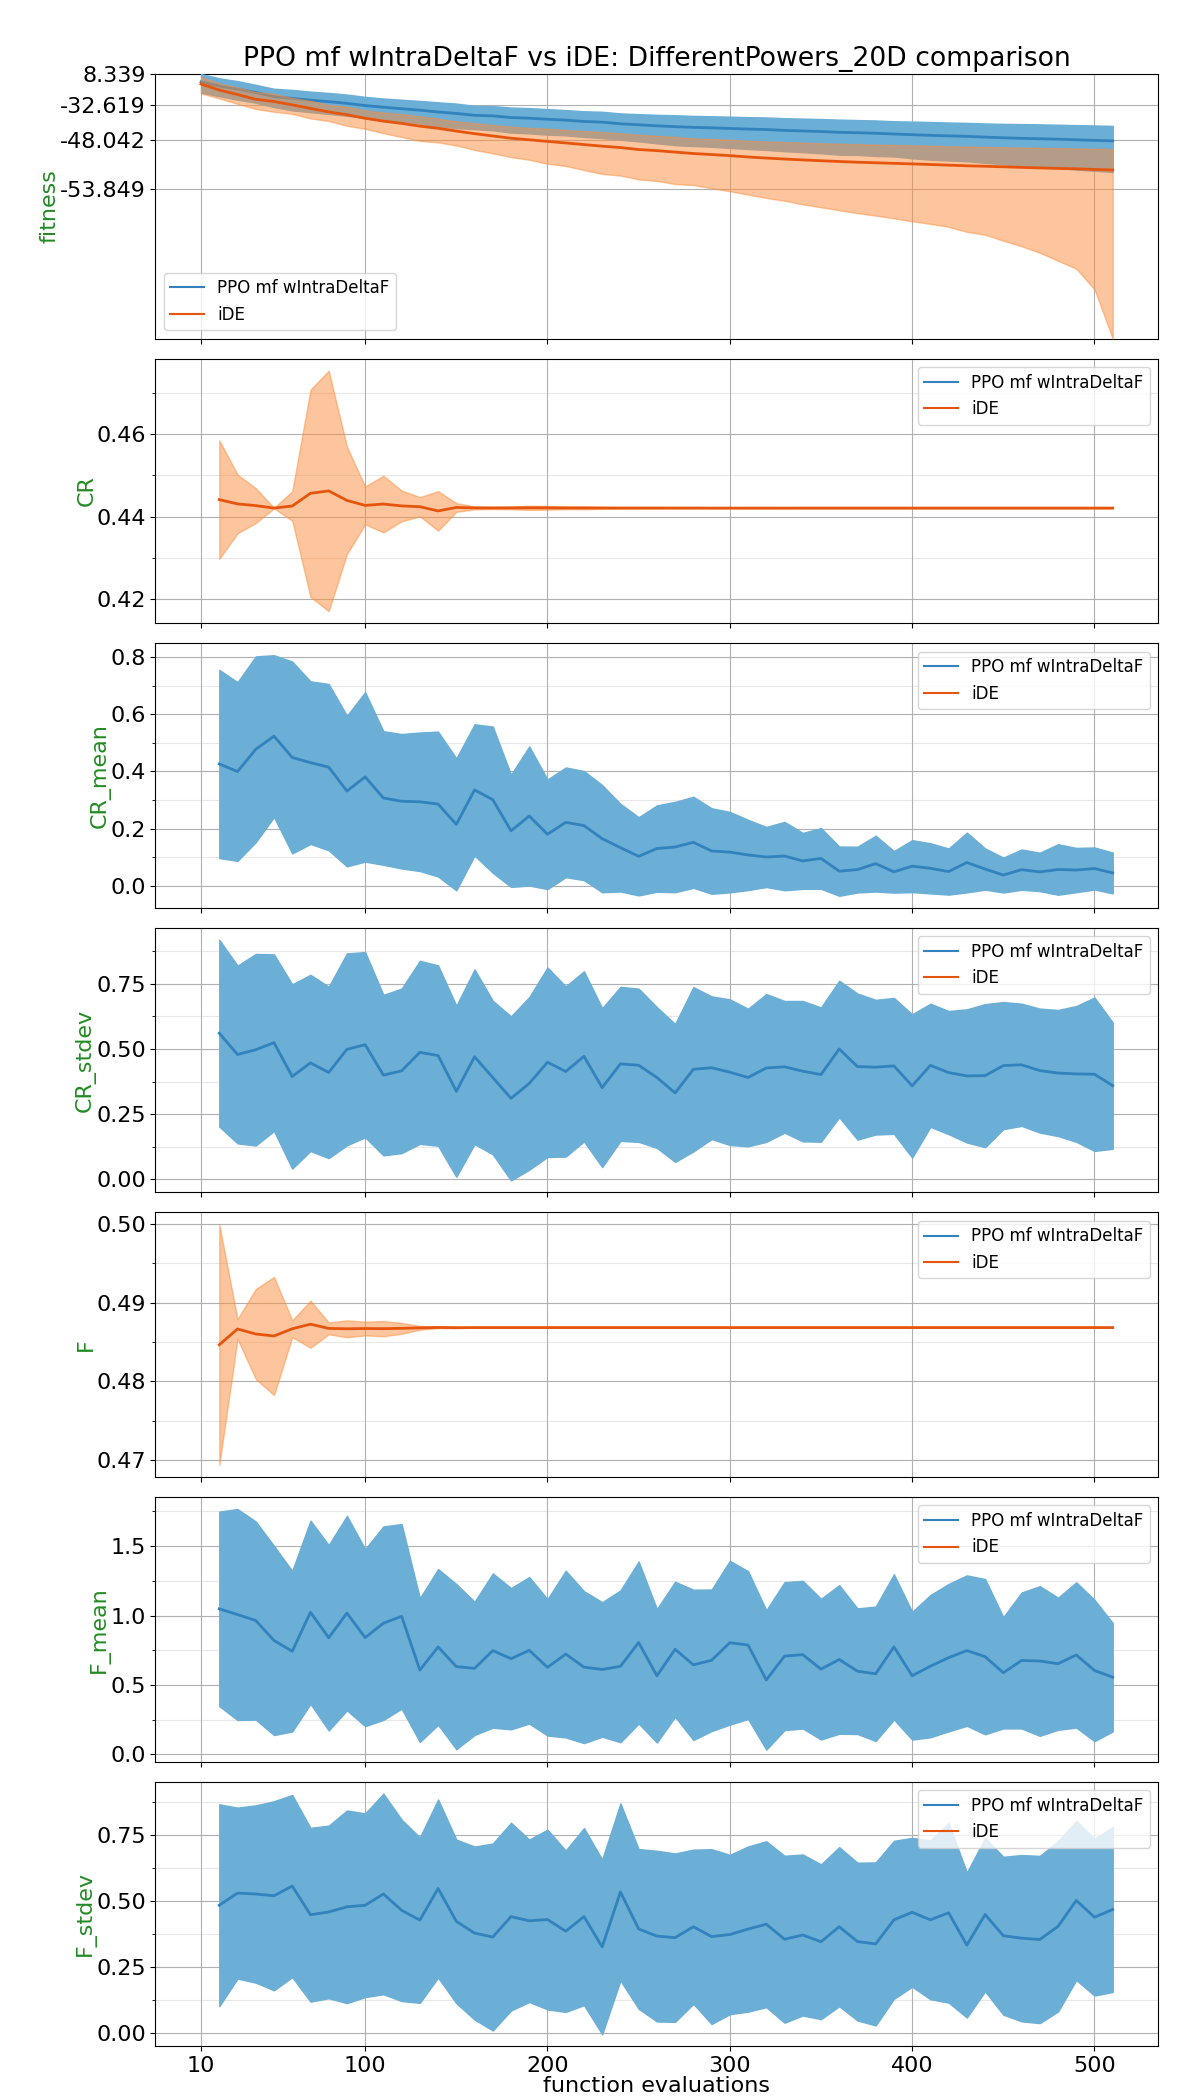 PPO mf wIntraDeltaF vs iDE: DifferentPowers_20D comparison
8.339
-32.619
-48.042
-53.849
fitness
PPO mf wIntraDeltaF
iDE
0.46
0.44
0.42
CR
PPO mf wIntraDeltaF
iDE
0.8
0.6
0.4
0.2
0.0
CR_mean
PPO mf wIntraDeltaF
iDE
0.75
0.50
0.25
0.00
CR_stdev
PPO mf wIntraDeltaF
iDE
0.50
0.49
0.48
0.47
F
PPO mf wIntraDeltaF
iDE
1.5
1.0
0.5
0.0
F_mean
PPO mf wIntraDeltaF
iDE
0.75
0.50
0.25
0.00
F_stdev
PPO mf wIntraDeltaF
iDE
10 100 200 300 400 500
function evaluations